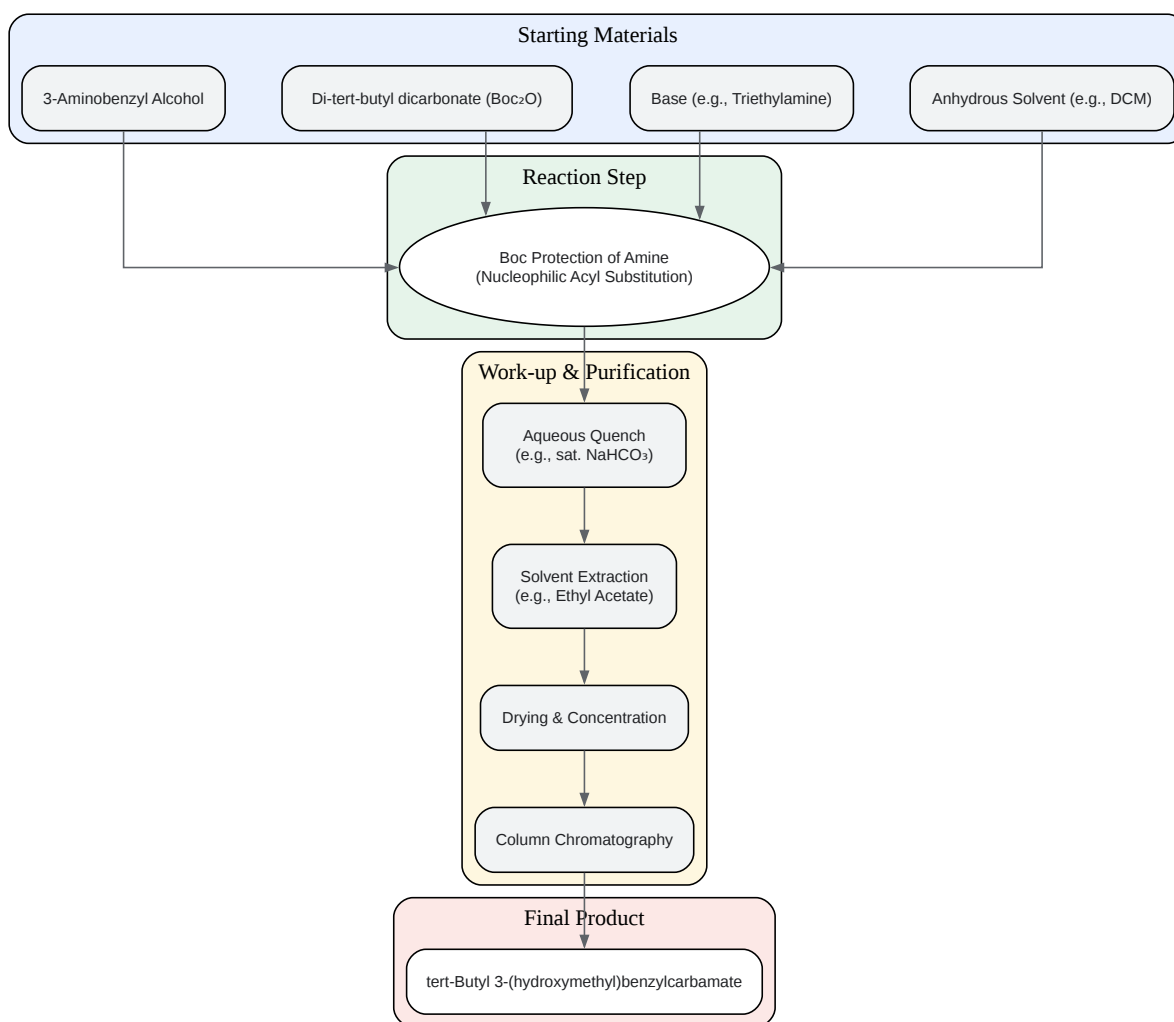 Starting Materials
3-Aminobenzyl Alcohol
Di-tert-butyl dicarbonate (Boc₂O)
Base (e.g., Triethylamine)
Anhydrous Solvent (e.g., DCM)
Reaction Step
Boc Protection of Amine
(Nucleophilic Acyl Substitution)
Work-up & Purification
Aqueous Quench
(e.g., sat. NaHCO₃)
Solvent Extraction
(e.g., Ethyl Acetate)
Drying & Concentration
Column Chromatography
Final Product
tert-Butyl 3-(hydroxymethyl)benzylcarbamate